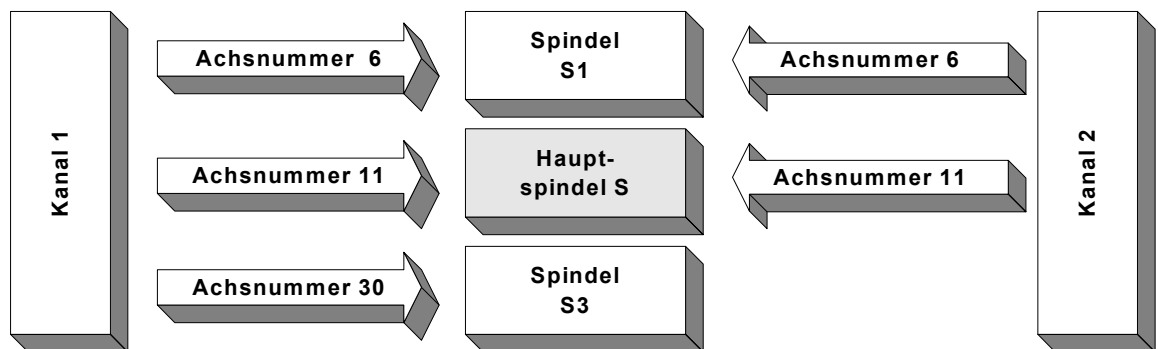 Kanal 1
Achsnummer 6
Spindel
S1
Achsnummer 6
Achsnummer 11
Haupt-
spindel S
Achsnummer 11
Achsnummer 30
Spindel
S3
Kanal 2